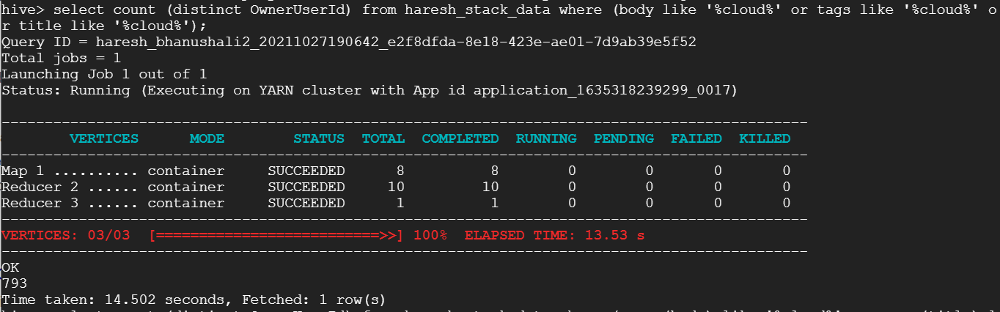 hive> select count (distinct OwnerUserId) from haresh_stack_data where (body like '%cloud%' or tags like '%cloud%' o
r title like '%cloud%');
Query ID = haresh_bhanushali2_20211027190642_e2f8dfda-8e18-423e-ae01-7d9ab39e5f52
Total jobs = 1
Launching Job 1 out of 1
Status: Running (Executing on YARN cluster with App id application_1635318239299_0017)
----------------------------------------------------------------------------------------------
VERTICES MODE STATUS TOTAL COMPLETED RUNNING PENDING FAILED KILLED
----------------------------------------------------------------------------------------------
Map 1 .......... container SUCCEEDED 8 8 0 0 0 0
Reducer 2 ...... container SUCCEEDED 10 10 0 0 0 0
Reducer 3 ...... container SUCCEEDED 1 1 0 0 0 0
----------------------------------------------------------------------------------------------
VERTICES: 03/03 [==========================>>] 100% ELAPSED TIME: 13.53 s
----------------------------------------------------------------------------------------------
OK
793
Time taken: 14.502 seconds, Fetched: 1 row(s)